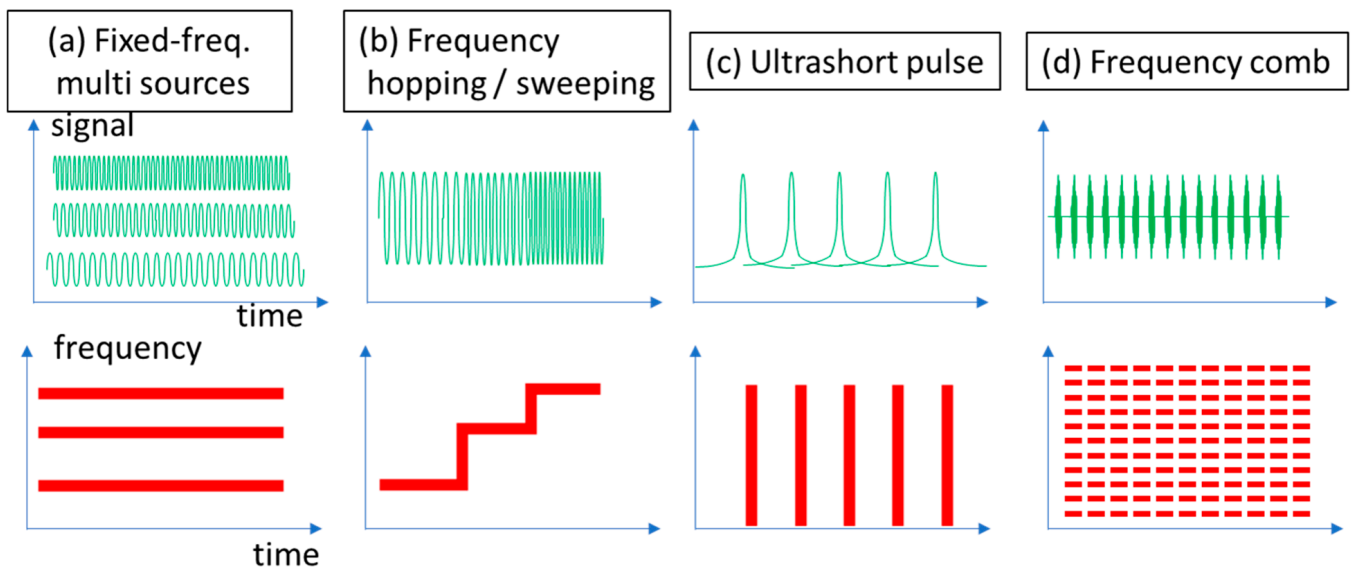 (a) Fixed-freq.
multi sources
(b) Frequency
hopping / sweeping
(c) Ultrashort pulse
(d) Frequency comb
signal
time
frequency
time